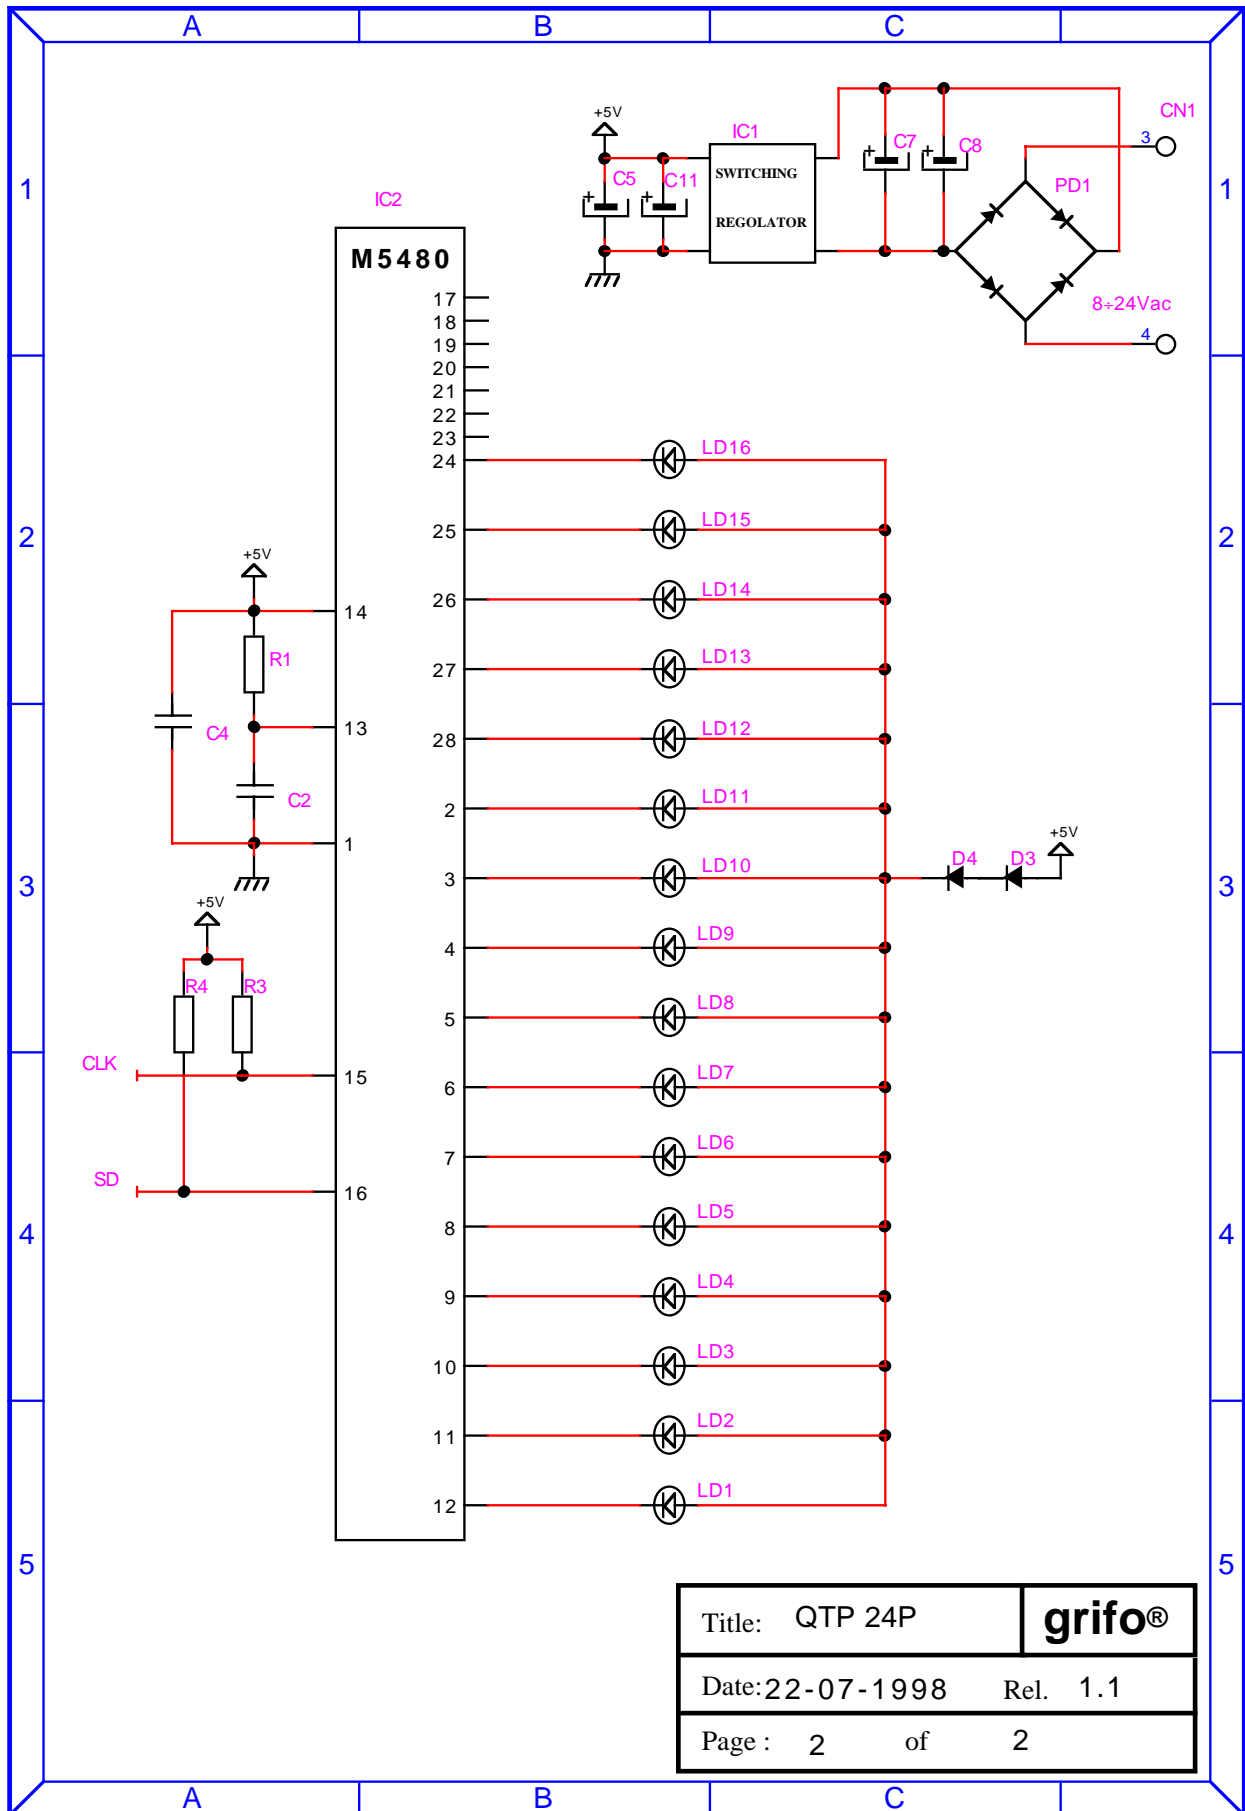 A B C
1 1
2 2
3 3
4 4
5 5
A B C
+5V
IC1
SWITCHING
REGOLATOR
C5
C11
C7
C8
CN1
3
PD1
8÷24Vac
4
IC2
M5480
17
18
19
20
21
22
23
24 LD16
25 LD15
26 LD14
27 LD13
28 LD12
2 LD11
3 LD10
4 LD9
5 LD8
6 LD7
7 LD6
8 LD5
9 LD4
10 LD3
11 LD2
12 LD1
D4 D3 +5V
+5V
14
R1
C4
13
C2
1
+5V
R4 R3
CLK 15
SD 16
Title: QTP 24P grifo®
Date: 22-07-1998 Rel. 1.1
Page : 2 of 2